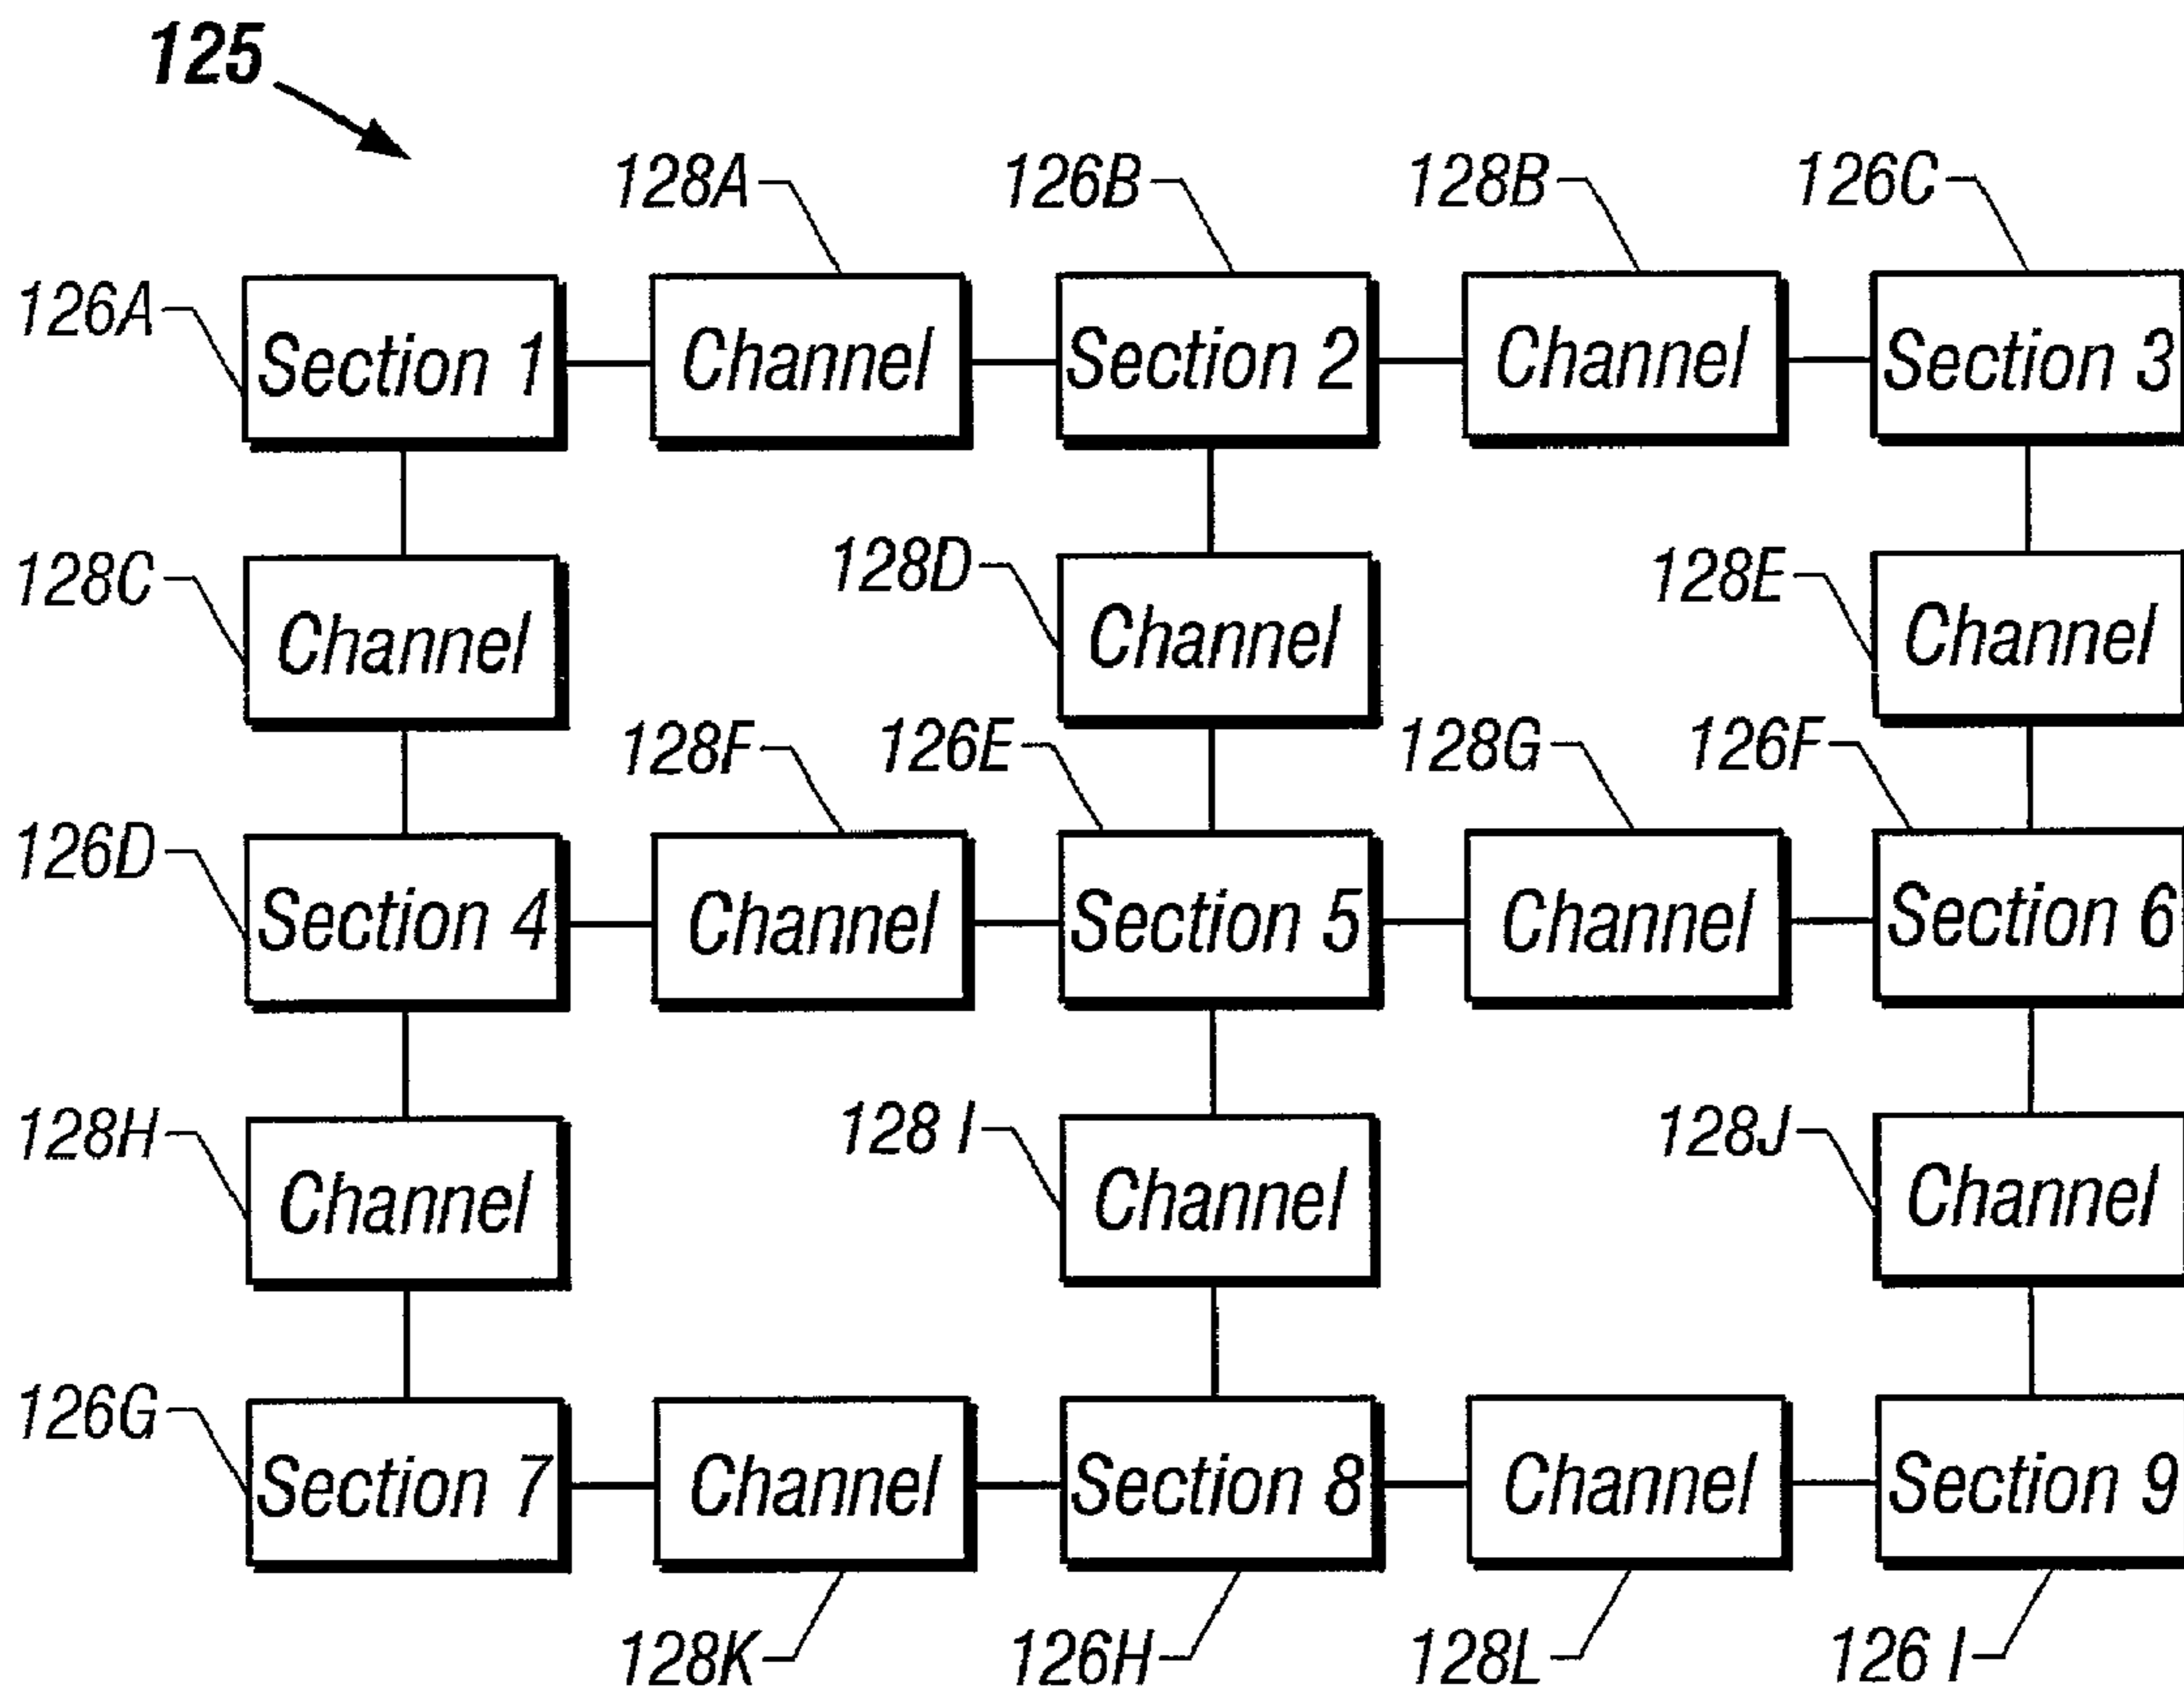 125
128A 126B 128B 126C
126A
Section 1 Channel Section 2 Channel Section 3
128C 128D 128E
Channel Channel Channel
128F 126E 128G 126F
126D
Section 4 Channel Section 5 Channel Section 6
128H 128 I 128J
Channel Channel Channel
126G
Section 7 Channel Section 8 Channel Section 9
128K 126H 128L 126 I